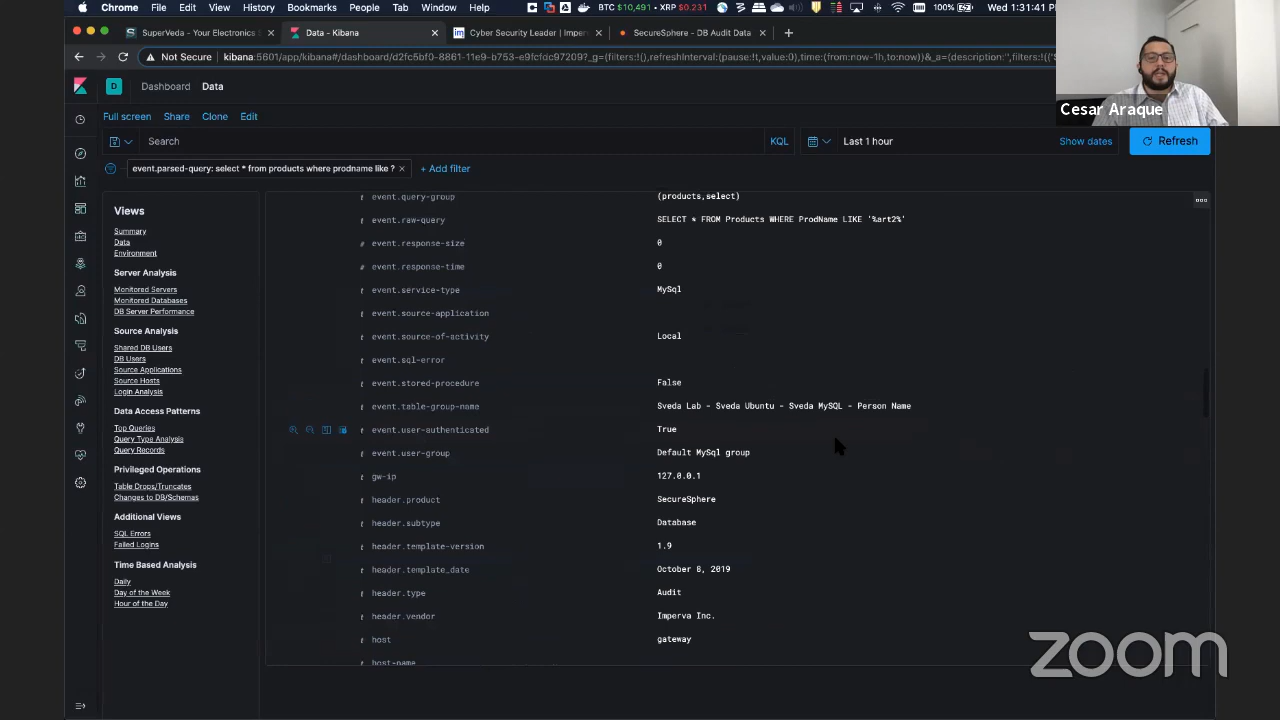 Chrome File Edit View History Bookmarks People Tab Window Help BTC $10,491 XRP $0.231 100% Wed 1:31:41 PM
SuperVeda - Your Electronics S Data - Kibana Cyber Security Leader | Imper SecureSphere - DB Audit Data
Not Secure kibana:5601/app/kibana#/dashboard/d2fc5bf0-8861-11e9-b753-e9fcfdc97209?_g=(filters:!(),refreshInterval:(pause:!t,value:0),time:(from:now-1h,to:now))&_a=(description:'',filters:!(('$
D Dashboard Data
Cesar Araque
Full screen Share Clone Edit
Search KQL Last 1 hour Show dates Refresh
event.parsed-query: select * from products where prodname like ? × + Add filter
Views
Summary
Data
Environment
Server Analysis
Monitored Servers
Monitored Databases
DB Server Performance
Source Analysis
Shared DB Users
DB Users
Source Applications
Source Hosts
Login Analysis
Data Access Patterns
Top Queries
Query Type Analysis
Query Records
Privileged Operations
Table Drops/Truncates
Changes to DB/Schemas
Additional Views
SQL Errors
Failed Logins
Time Based Analysis
Daily
Day of the Week
Hour of the Day
t event.query-group (products,select)
t event.raw-query SELECT * FROM Products WHERE ProdName LIKE '%art2%'
# event.response-size 0
# event.response-time 0
t event.service-type MySql
t event.source-application
t event.source-of-activity Local
t event.sql-error
t event.stored-procedure False
t event.table-group-name Sveda Lab - Sveda Ubuntu - Sveda MySQL - Person Name
t event.user-authenticated True
t event.user-group Default MySql group
t gw-ip 127.0.0.1
t header.product SecureSphere
t header.subtype Database
t header.template-version 1.9
t header.template_date October 8, 2019
t header.type Audit
t header.vendor Imperva Inc.
t host gateway
t host-name
zoom